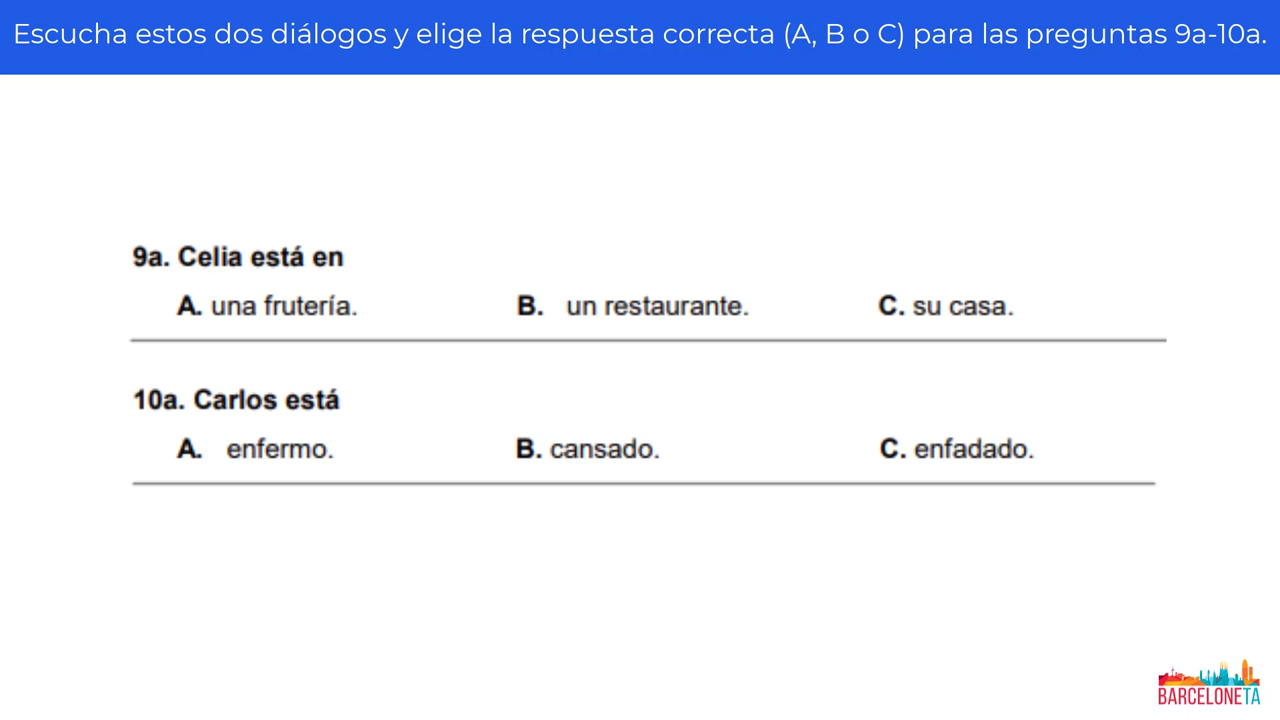 Escucha estos dos diálogos y elige la respuesta correcta (A, B o C) para las preguntas 9a-10a.
9a. Celia está en
A. una frutería. B. un restaurante. C. su casa.
10a. Carlos está
A. enfermo. B. cansado. C. enfadado.
BARCELONETA